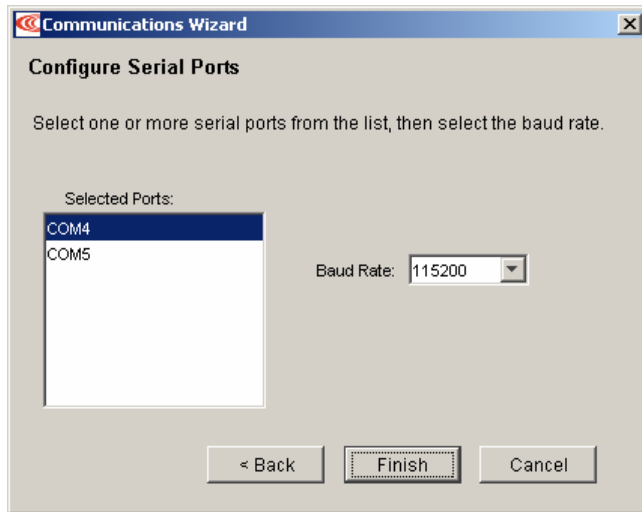 Communications Wizard
Configure Serial Ports
Select one or more serial ports from the list, then select the baud rate.
Selected Ports:
COM4
COM5
Baud Rate: 115200
< Back Finish Cancel